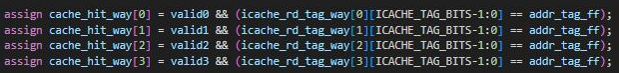 assign cache_hit_way[0] = valid0 && (icache_rd_tag_way[0][ICACHE_TAG_BITS-1:0] == addr_tag_ff);
assign cache_hit_way[1] = valid1 && (icache_rd_tag_way[1][ICACHE_TAG_BITS-1:0] == addr_tag_ff);
assign cache_hit_way[2] = valid2 && (icache_rd_tag_way[2][ICACHE_TAG_BITS-1:0] == addr_tag_ff);
assign cache_hit_way[3] = valid3 && (icache_rd_tag_way[3][ICACHE_TAG_BITS-1:0] == addr_tag_ff);